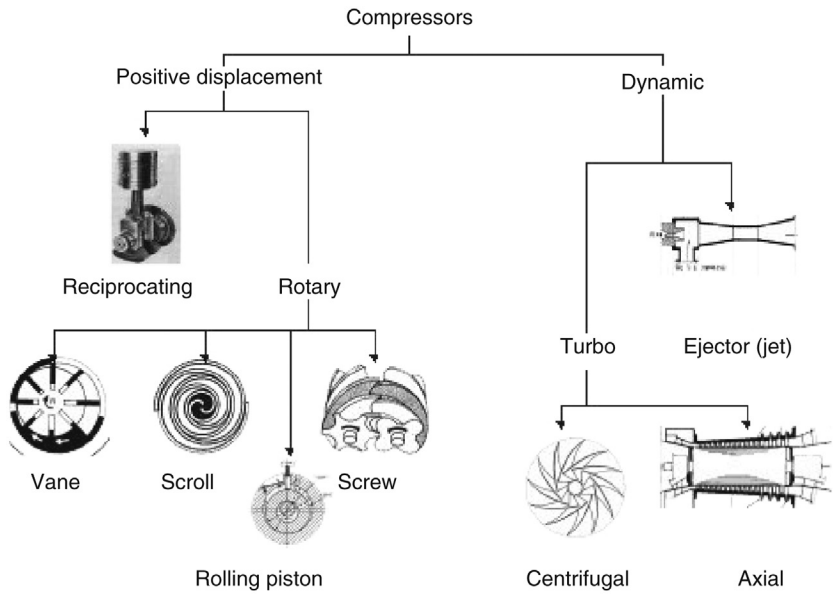 Compressors
Positive displacement
Dynamic
Reciprocating
Rotary
Turbo
Ejector (jet)
Vane
Scroll
Screw
Rolling piston
Centrifugal
Axial